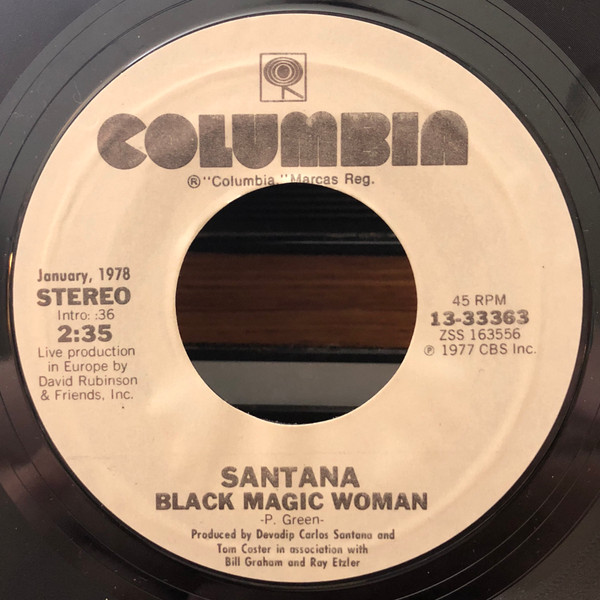 COLUMBIA
®"Columbia," Marcas Reg.
January, 1978
STEREO
Intro: :36
2:35
Live production
in Europe by
David Rubinson
& Friends, Inc.
45 RPM
13-33363
ZSS 163556
℗ 1977 CBS Inc.
SANTANA
BLACK MAGIC WOMAN
-P. Green-
Produced by Devadip Carlos Santana and
Tom Coster in association with
Bill Graham and Ray Etzler